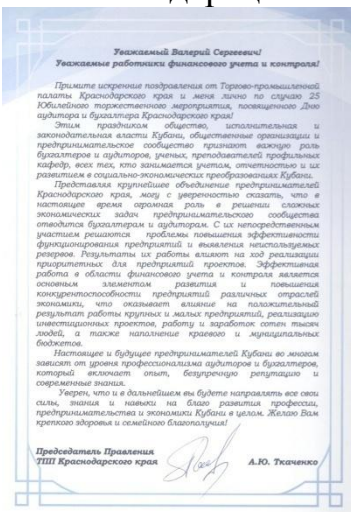 Уважаемый Валерий Сергеевич!
Уважаемые работники финансового учета и контроля!
Примите искренние поздравления от Торгово-промышленной
палаты Краснодарского края и меня лично по случаю 25
Юбилейного торжественного мероприятия, посвященного Дню
аудитора и бухгалтера Краснодарского края!
Этим праздником общество, исполнительная и
законодательная власти Кубани, общественные организации и
предпринимательское сообщество признают важную роль
бухгалтеров и аудиторов, ученых, преподавателей профильных
кафедр, всех кто занимается учетом, отчетностью и их
развитием в социально-экономических преобразованиях Кубани.
Представляя крупнейшее объединение предпринимателей
Краснодарского края, могу с уверенностью сказать, что в
настоящее время огромная роль в решении сложных
экономических задач предпринимательского сообщества
отводится бухгалтерам и аудиторам. С их непосредственным
участием решаются проблемы повышения эффективности
функционирования предприятий и выявления неиспользуемых
резервов. Результаты их работы влияют на ход реализации
приоритетных для предприятий проектов. Эффективная
работа в области финансового учета и контроля является
основным элементом развития и повышения
конкурентоспособности предприятий различных отраслей
экономики, что оказывает влияние на положительный
результат работы крупных и малых предприятий, реализацию
инвестиционных проектов, работу и заработок сотен тысяч
людей, а также наполнение краевого и муниципальных
бюджетов.
Настоящее и будущее предпринимателей Кубани во многом
зависят от уровня профессионализма аудиторов и бухгалтеров,
который включает опыт, безупречную репутацию и
современные знания.
Уверен, что и в дальнейшем вы будете направлять все свои
силы, знания и навыки на благо развития профессии,
предпринимательства и экономики Кубани в целом. Желаю Вам
крепкого здоровья и семейного благополучия!
Председатель Правления
ТПП Краснодарского края А.Ю. Ткаченко